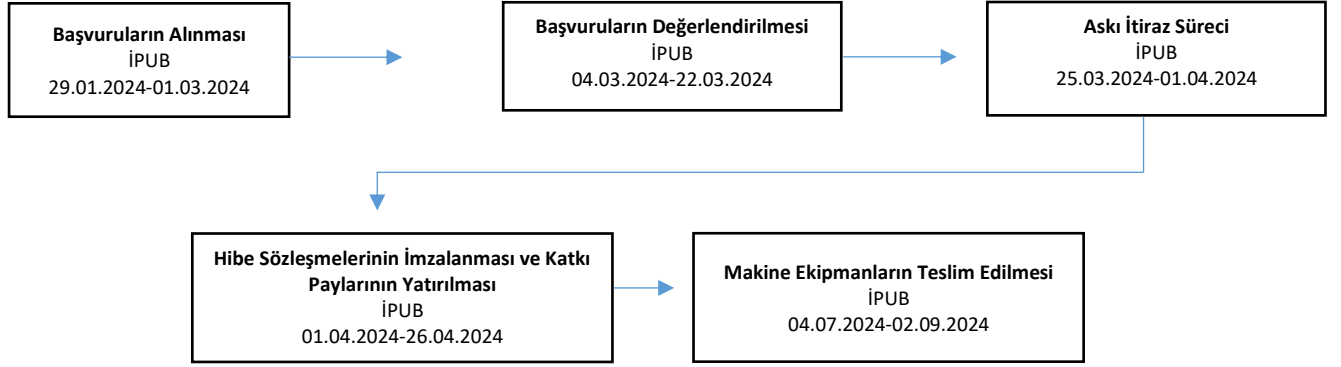 Başvuruların Alınması
İPUB
29.01.2024-01.03.2024
Başvuruların Değerlendirilmesi
İPUB
04.03.2024-22.03.2024
Askı İtiraz Süreci
İPUB
25.03.2024-01.04.2024
Hibe Sözleşmelerinin İmzalanması ve Katkı
Paylarının Yatırılması
İPUB
01.04.2024-26.04.2024
Makine Ekipmanların Teslim Edilmesi
İPUB
04.07.2024-02.09.2024